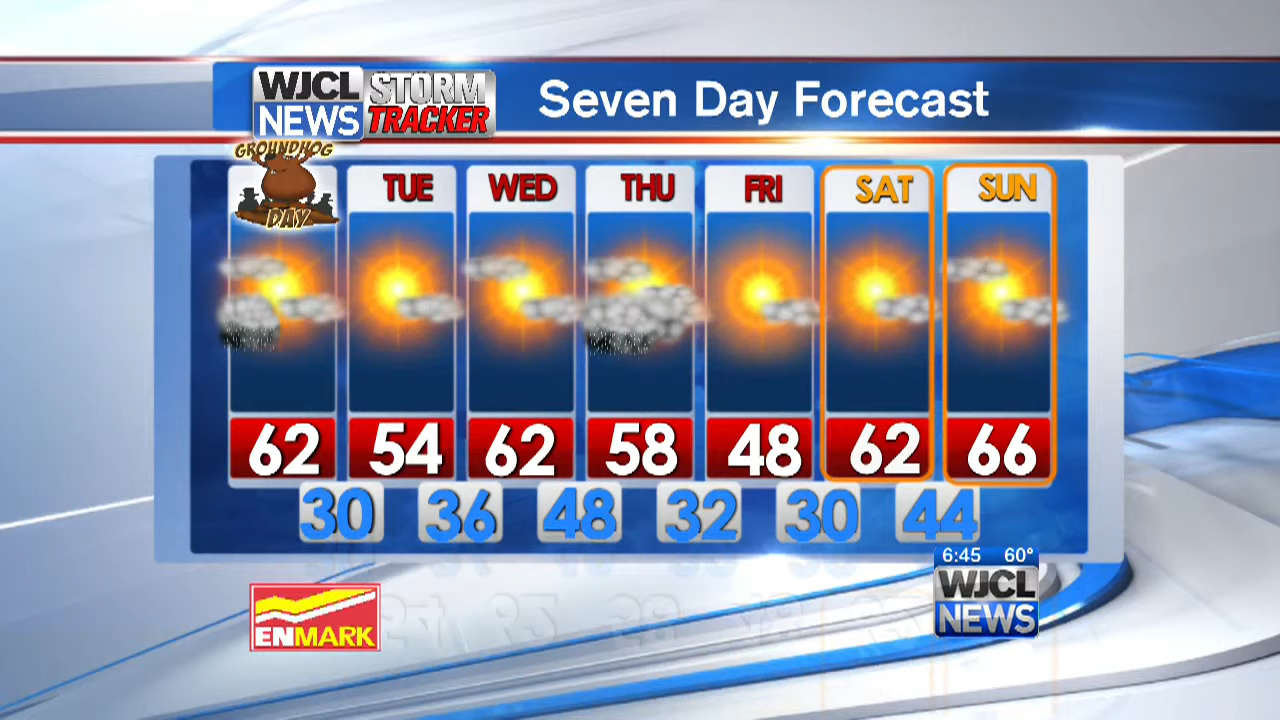 WJCL
NEWS
STORM
TRACKER
Seven Day Forecast
GROUNDHOG
DAY
TUE
WED
THU
FRI
SAT
SUN
62
54
62
58
48
62
66
30
36
48
32
30
44
6:45 60°
WJCL
NEWS
ENMARK